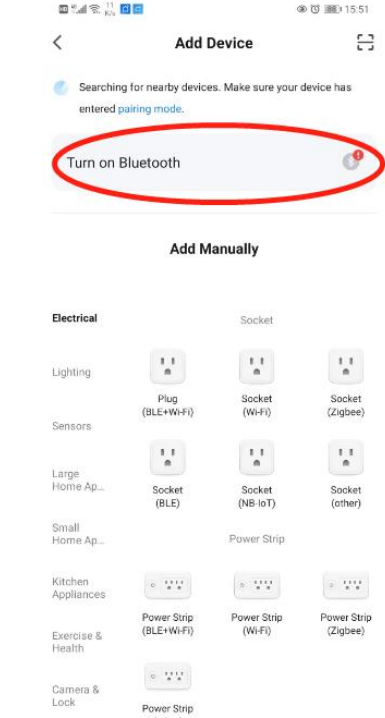 11
K/s
15:51
Add Device
Searching for nearby devices. Make sure your device has
entered pairing mode.
Turn on Bluetooth
Add Manually
Electrical
Socket
Lighting
Plug
(BLE+Wi-Fi)
Socket
(Wi-Fi)
Socket
(Zigbee)
Sensors
Large
Home Ap...
Socket
(BLE)
Socket
(NB-IoT)
Socket
(other)
Small
Home Ap...
Power Strip
Kitchen
Appliances
Power Strip
(BLE+Wi-Fi)
Power Strip
(Wi-Fi)
Power Strip
(Zigbee)
Exercise &
Health
Camera &
Lock
Power Strip